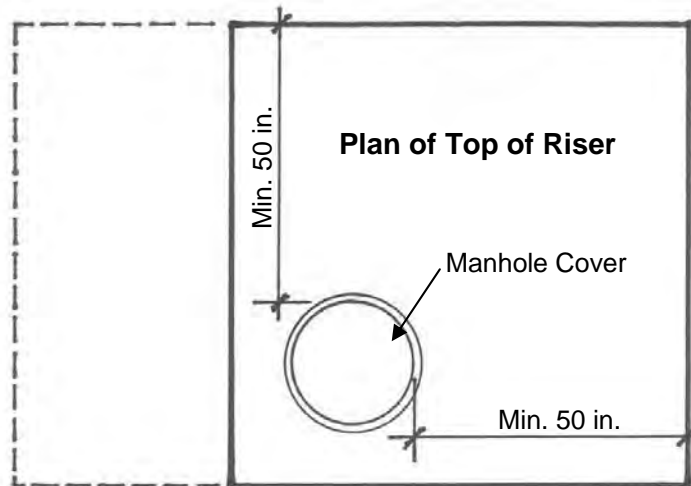 Plan of Top of Riser
Min. 50 in.
Manhole Cover
Min. 50 in.